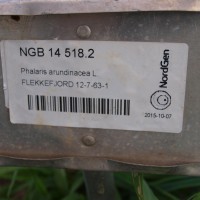 NGB 14 518.2
Phalaris arundinacea L.
FLEKKEFJORD 12-7-63-1
NordGen
2015-10-07